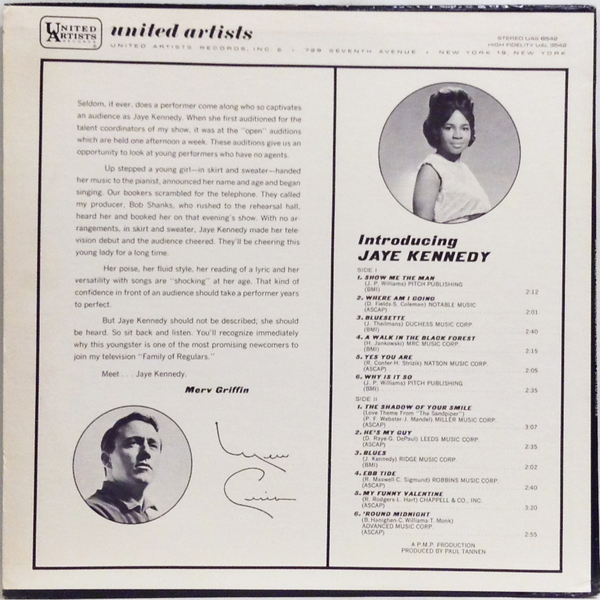 UNITED
ARTISTS
RECORDS
united artists
UNITED ARTISTS RECORDS, INC. • 729 SEVENTH AVENUE • NEW YORK 19, NEW YORK
STEREO UAS 6542
HIGH FIDELITY UAL 3542
Seldom, if ever, does a performer come along who so captivates
an audience as Jaye Kennedy. When she first auditioned for the
talent coordinators of my show, it was at the "open" auditions
which are held one afternoon a week. These auditions give us an
opportunity to look at young performers who have no agents.
Up stepped a young girl—in skirt and sweater—handed
her music to the pianist, announced her name and age and began
singing. Our bookers scrambled for the telephone. They called
my producer, Bob Shanks, who rushed to the rehearsal hall,
heard her and booked her on that evening's show. With no ar-
rangements, in skirt and sweater, Jaye Kennedy made her tele-
vision debut and the audience cheered. They'll be cheering this
young lady for a long time.
Her poise, her fluid style, her reading of a lyric and her
versatility with songs are "shocking" at her age. That kind of
confidence in front of an audience should take a performer years
to perfect.
But Jaye Kennedy should not be described; she should
be heard. So sit back and listen. You'll recognize immediately
why this youngster is one of the most promising newcomers to
join my television "Family of Regulars."
Meet . . . Jaye Kennedy.
Merv Griffin
Introducing
JAYE KENNEDY
SIDE I
1. SHOW ME THE MAN
(J. P. Williams) PITCH PUBLISHING
(BMI) 2:12
2. WHERE AM I GOING
(D. Fields-S. Coleman) NOTABLE MUSIC
(ASCAP) 2:01
3. BLUESETTE
(J. Thielmans) DUCHESS MUSIC CORP.
(BMI) 2:40
4. A WALK IN THE BLACK FOREST
(H. Jankowski) MRC MUSIC CORP.
(BMI) 2:15
5. YES YOU ARE
(R. Conter-H. Strizik) NATSON MUSIC CORP.
(ASCAP) 2:05
6. WHY IS IT SO
(J. P. Williams) PITCH PUBLISHING
(BMI) 2:35
SIDE II
1. THE SHADOW OF YOUR SMILE
(Love Theme From "The Sandpiper")
(P. F. Webster-J. Mandel) MILLER MUSIC CORP.
(ASCAP) 3:07
2. HE'S MY GUY
(D. Raye-G. DePaul) LEEDS MUSIC CORP.
(ASCAP) 2:35
3. BLUES
(J. Kennedy) RIDGE MUSIC CORP.
(BMI) 2:02
4. EBB TIDE
(R. Maxwell-C. Sigmund) ROBBINS MUSIC CORP.
(ASCAP) 2:40
5. MY FUNNY VALENTINE
(R. Rodgers-L. Hart) CHAPPELL & CO., INC.
(ASCAP) 3:20
6. 'ROUND MIDNIGHT
(B. Hanighen-C. Williams-T. Monk)
ADVANCED MUSIC CORP.
(ASCAP) 2:55
A P.M.P. PRODUCTION
PRODUCED BY PAUL TANNEN